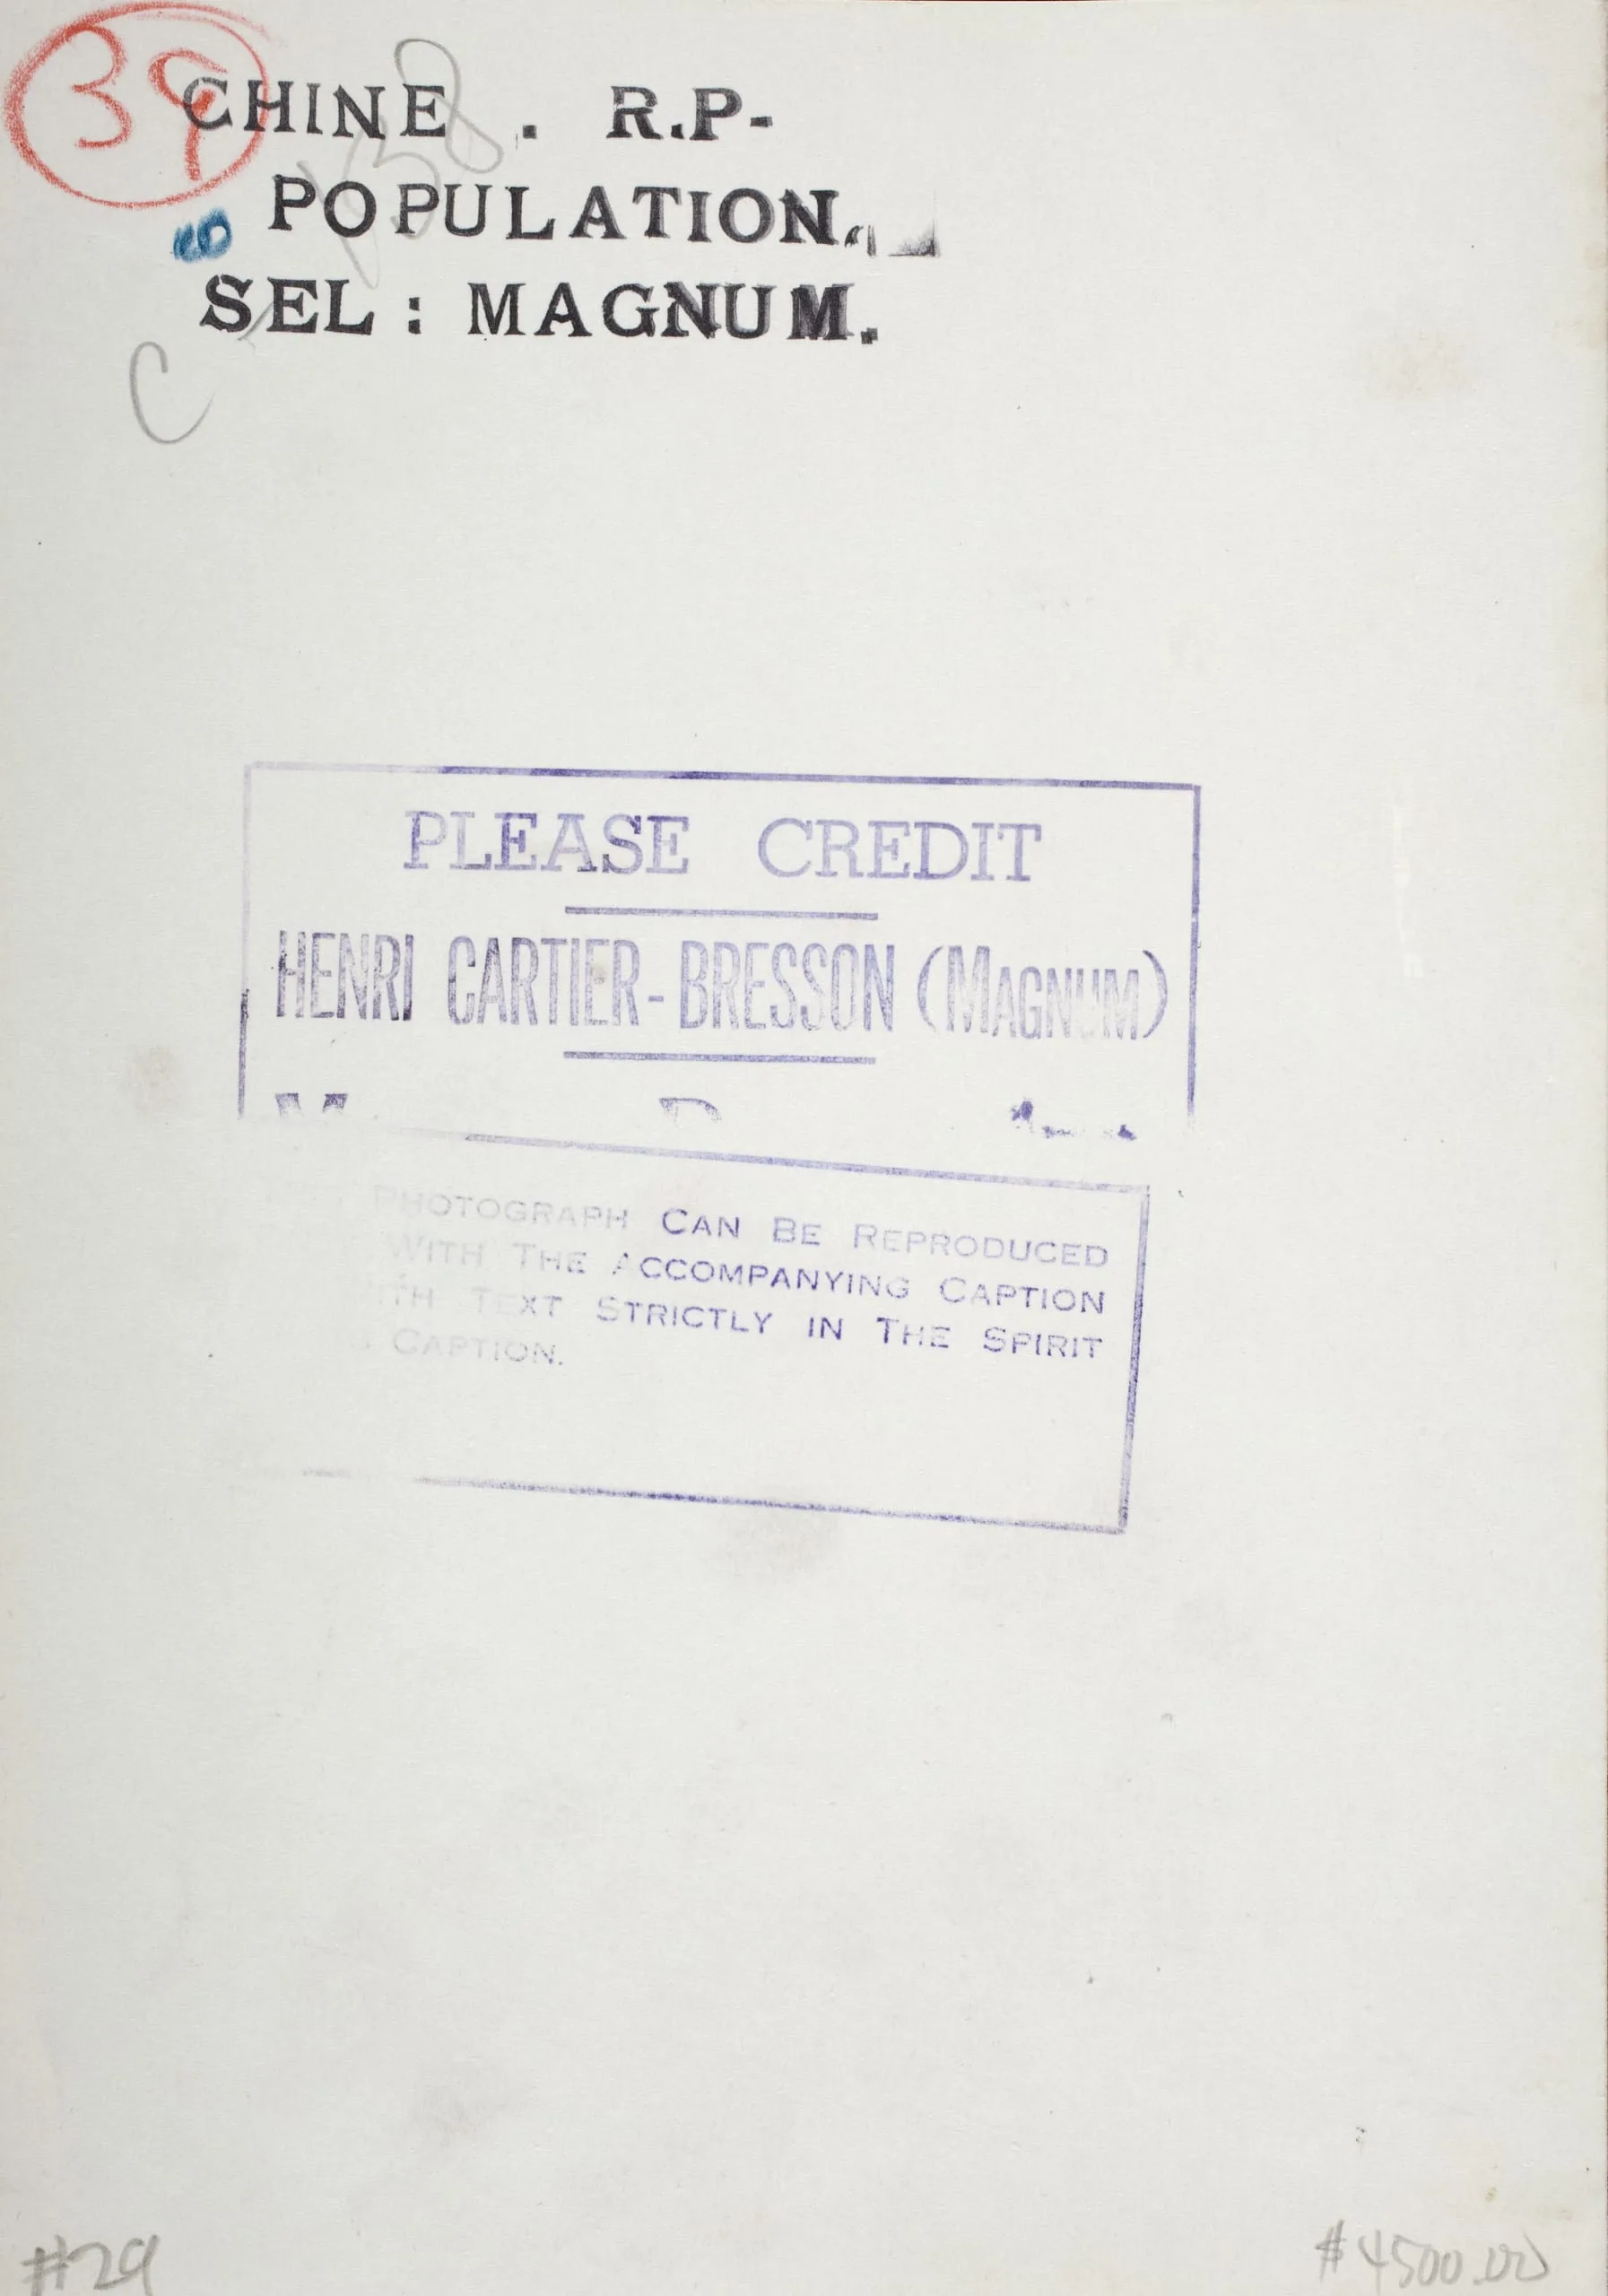 39
CHINE . R.P-
POPULATION.
SEL : MAGNUM.
C
PLEASE CREDIT
HENRI CARTIER-BRESSON (MAGNUM)
PHOTOGRAPH CAN BE REPRODUCED
WITH THE ACCOMPANYING CAPTION
TEXT STRICTLY IN THE SPIRIT
CAPTION.
#29
$4500.00